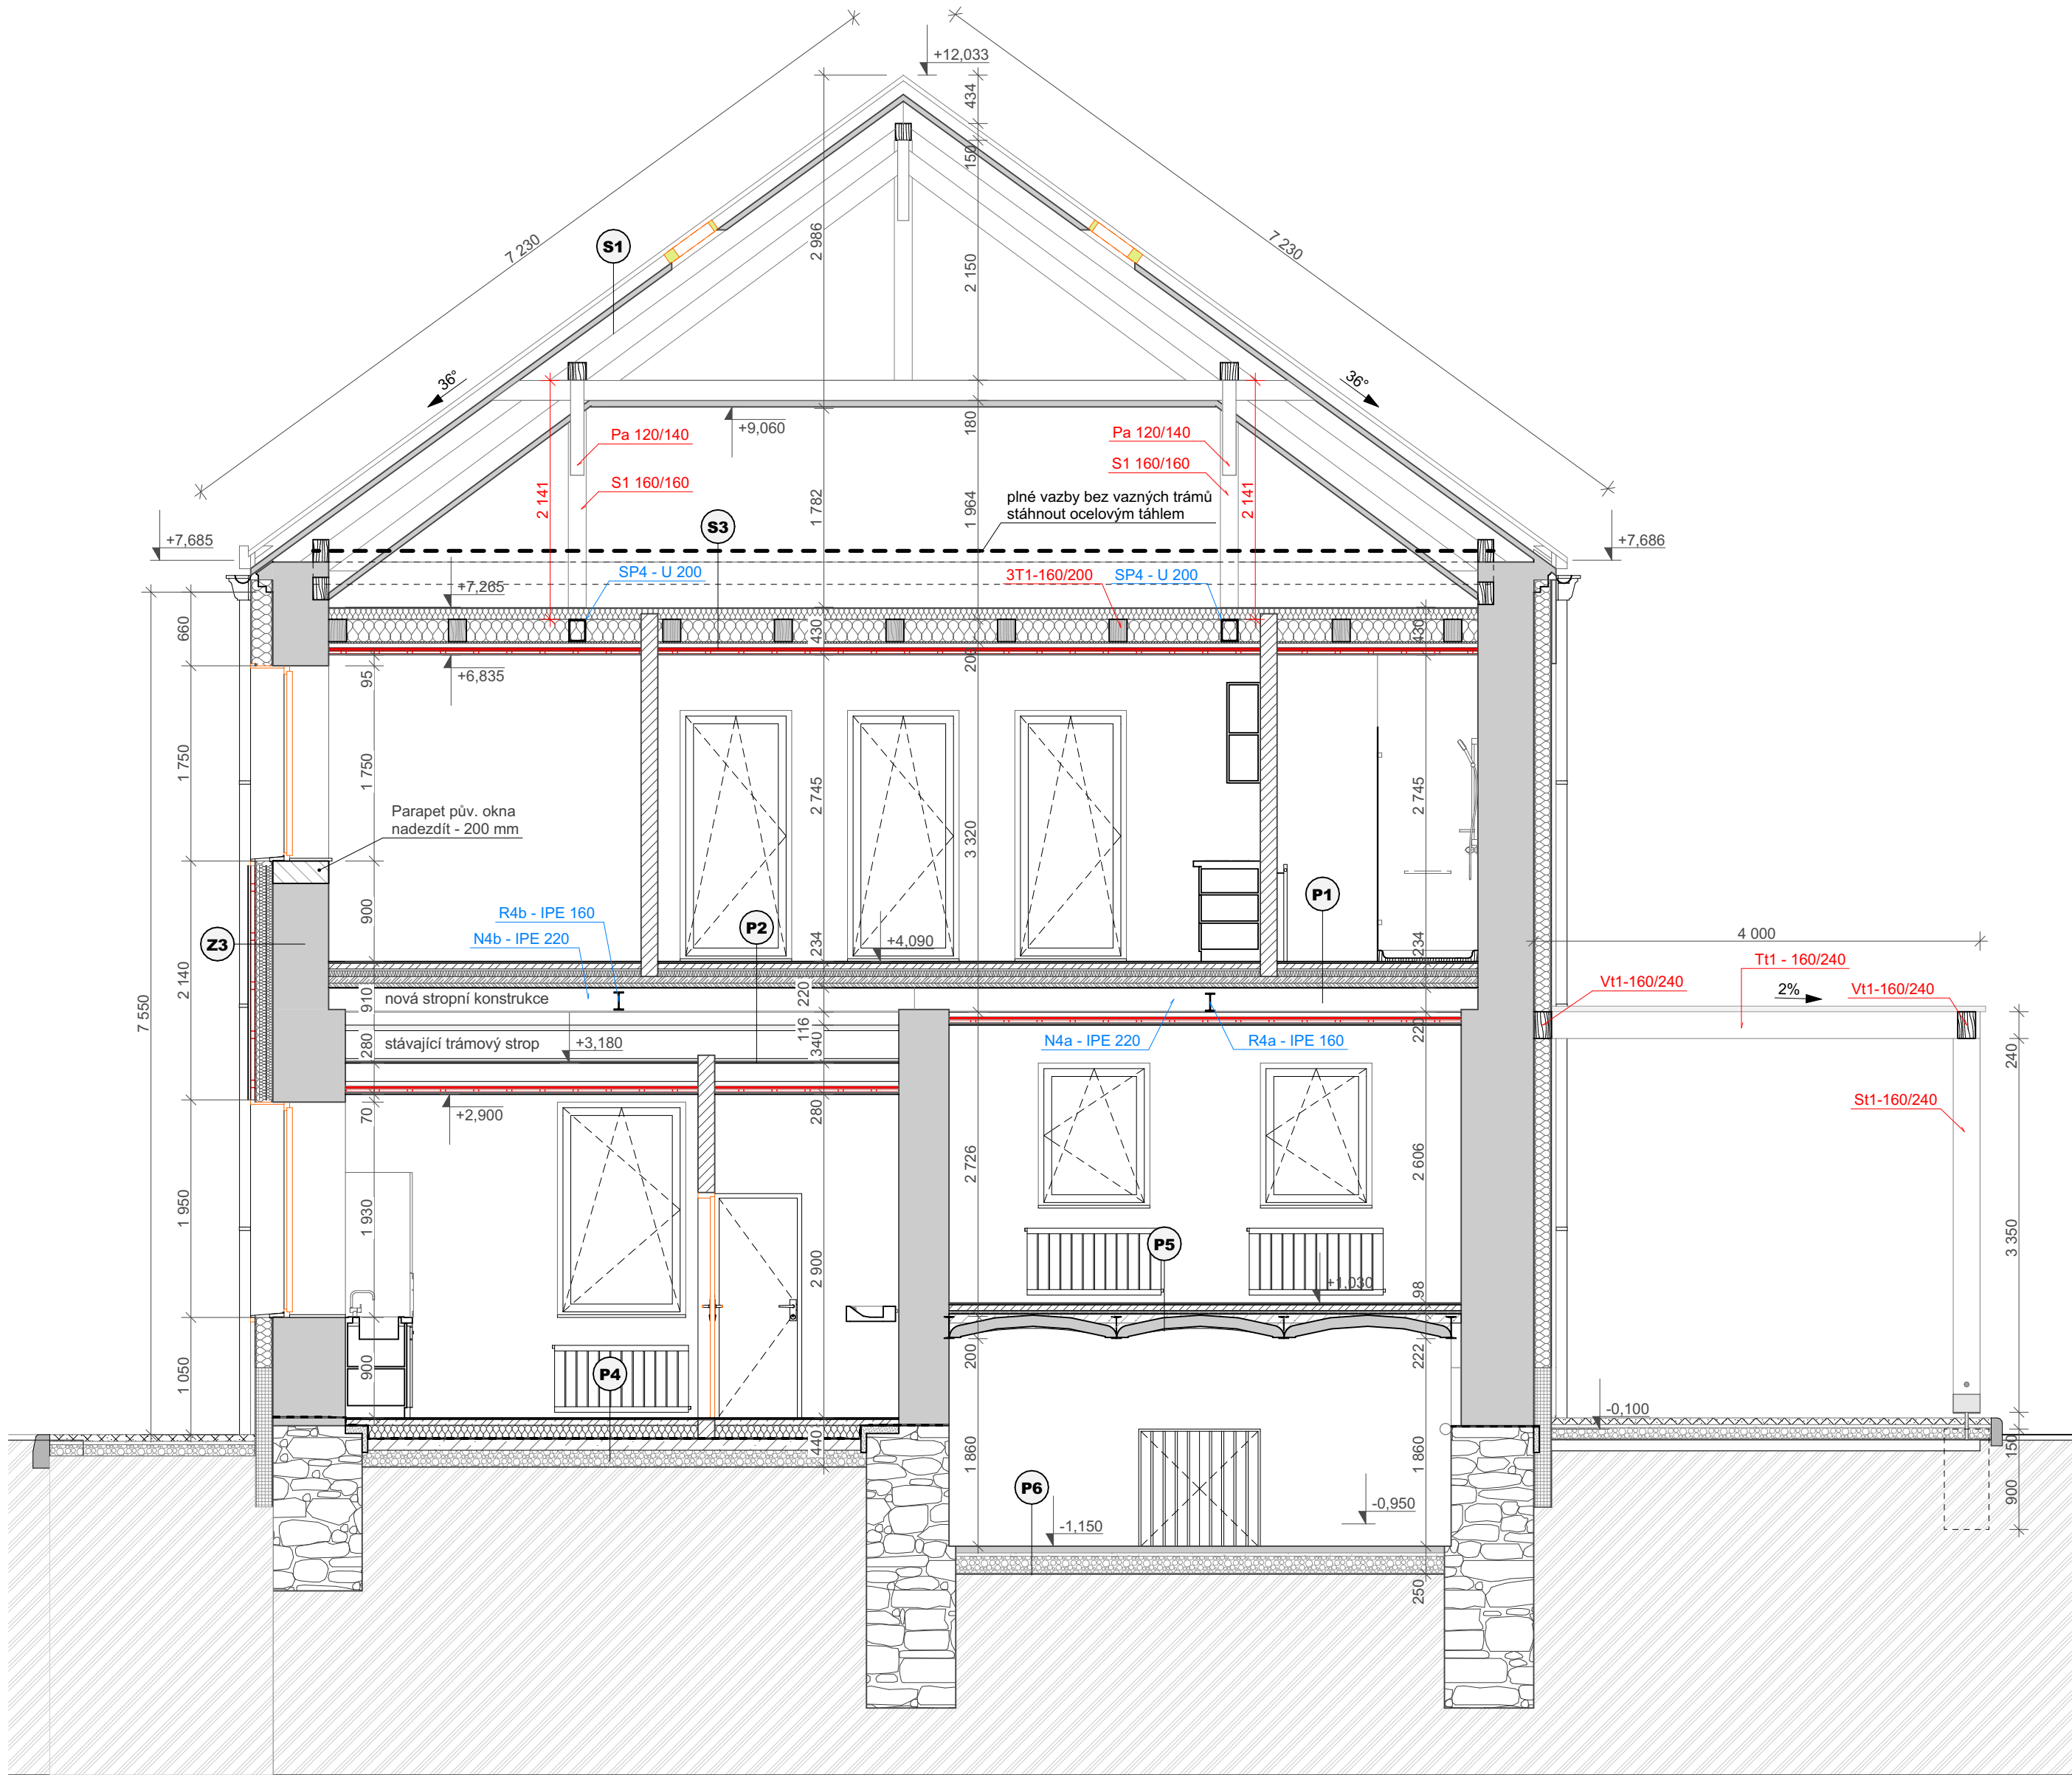 +12,033
434
150
2 986
7 230
7 230
S1
2 150
36°
36°
+9,060
180
Pa 120/140
Pa 120/140
S1 160/160
S1 160/160
2 141
2 141
1 782
1 964
plné vazby bez vazných trámů
stáhnout ocelovým táhlem
S3
+7,685
+7,686
SP4 - U 200
3T1-160/200
SP4 - U 200
+7,265
660
430
430
200
95
+6,835
1 750
1 750
2 745
2 745
3 320
Parapet pův. okna
nadezdít - 200 mm
P1
R4b - IPE 160
N4b - IPE 220
P2
900
Z3
234
+4,090
234
4 000
Tt1 - 160/240
Vt1-160/240
2%
Vt1-160/240
2 140
7 550
910
nová stropní konstrukce
220
116
220
280
stávající trámový strop
+3,180
340
N4a - IPE 220
R4a - IPE 160
240
70
+2,900
280
St1-160/240
2 726
2 606
1 950
1 930
2 900
P5
3 350
+1,030
98
200
222
1 050
900
P4
-0,100
440
1 860
1 860
150
P6
-0,950
900
-1,150
250